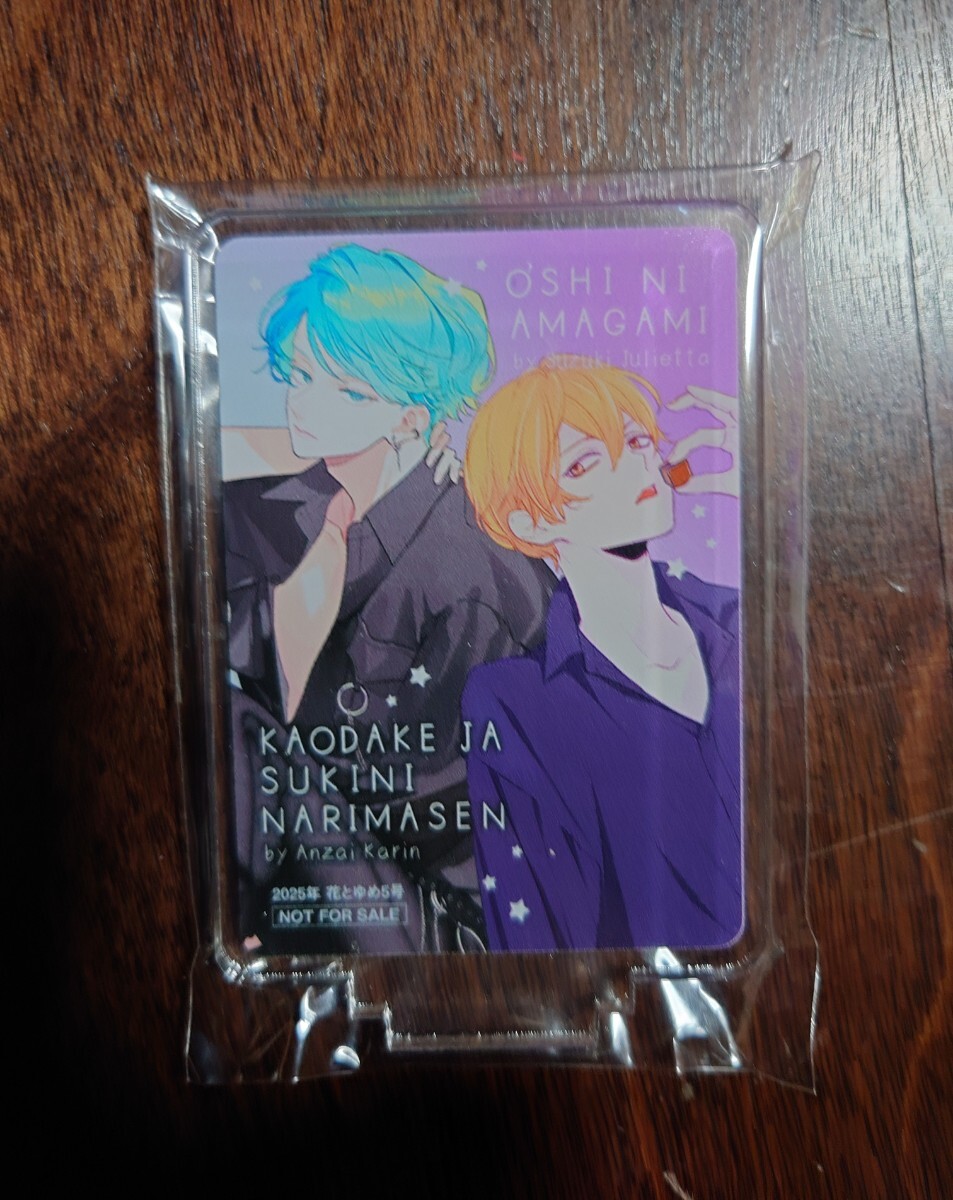 O'SHI NI
AMAGAMI
by Suzuki Julietta
KAODAKE JA
SUKINI
NARIMASEN
by Anzai Karin
2025年 花とゆめ5号
NOT FOR SALE